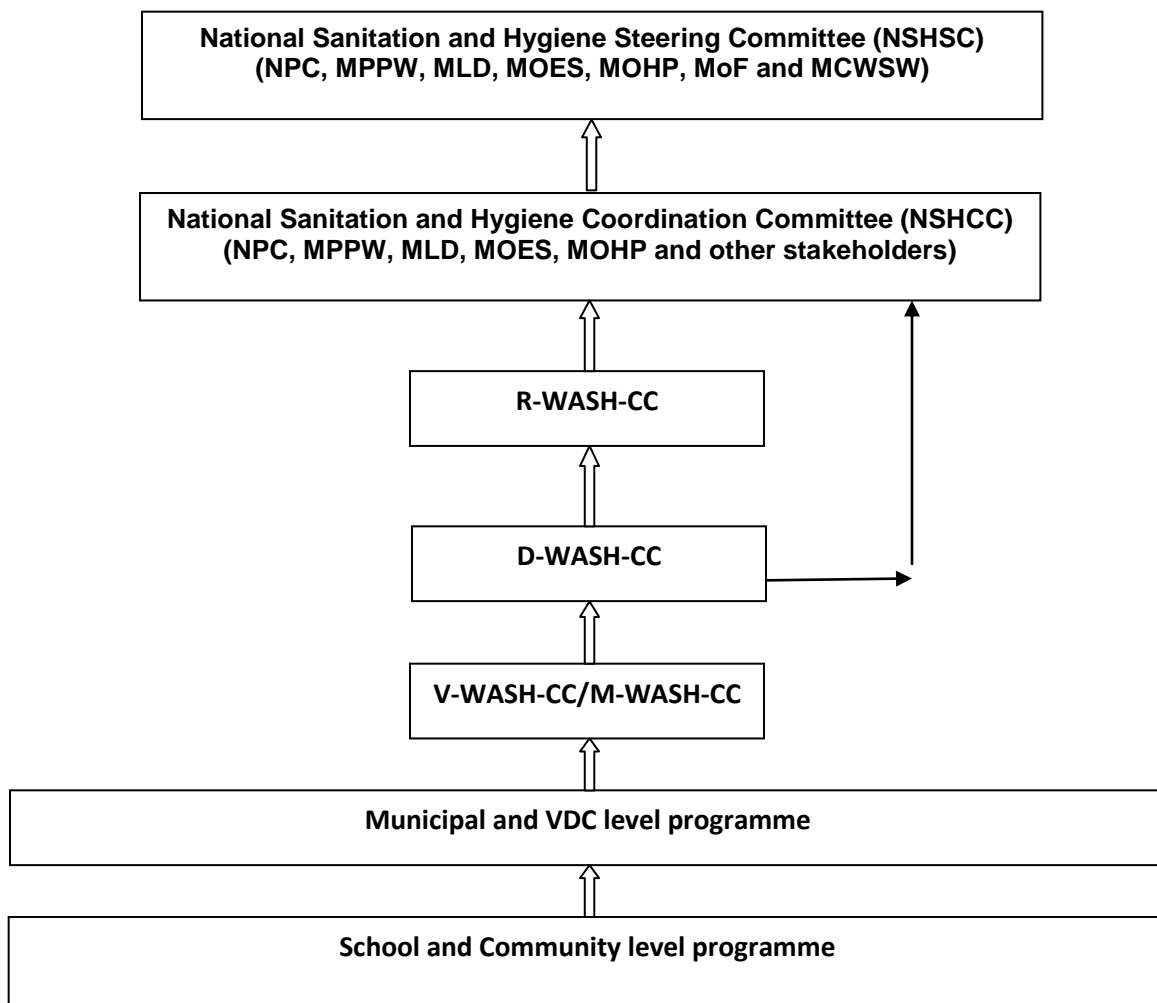 National Sanitation and Hygiene Steering Committee (NSHSC)
(NPC, MPPW, MLD, MOES, MOHP, MoF and MCWSW)
National Sanitation and Hygiene Coordination Committee (NSHCC)
(NPC, MPPW, MLD, MOES, MOHP and other stakeholders)
R-WASH-CC
D-WASH-CC
V-WASH-CC/M-WASH-CC
Municipal and VDC level programme
School and Community level programme